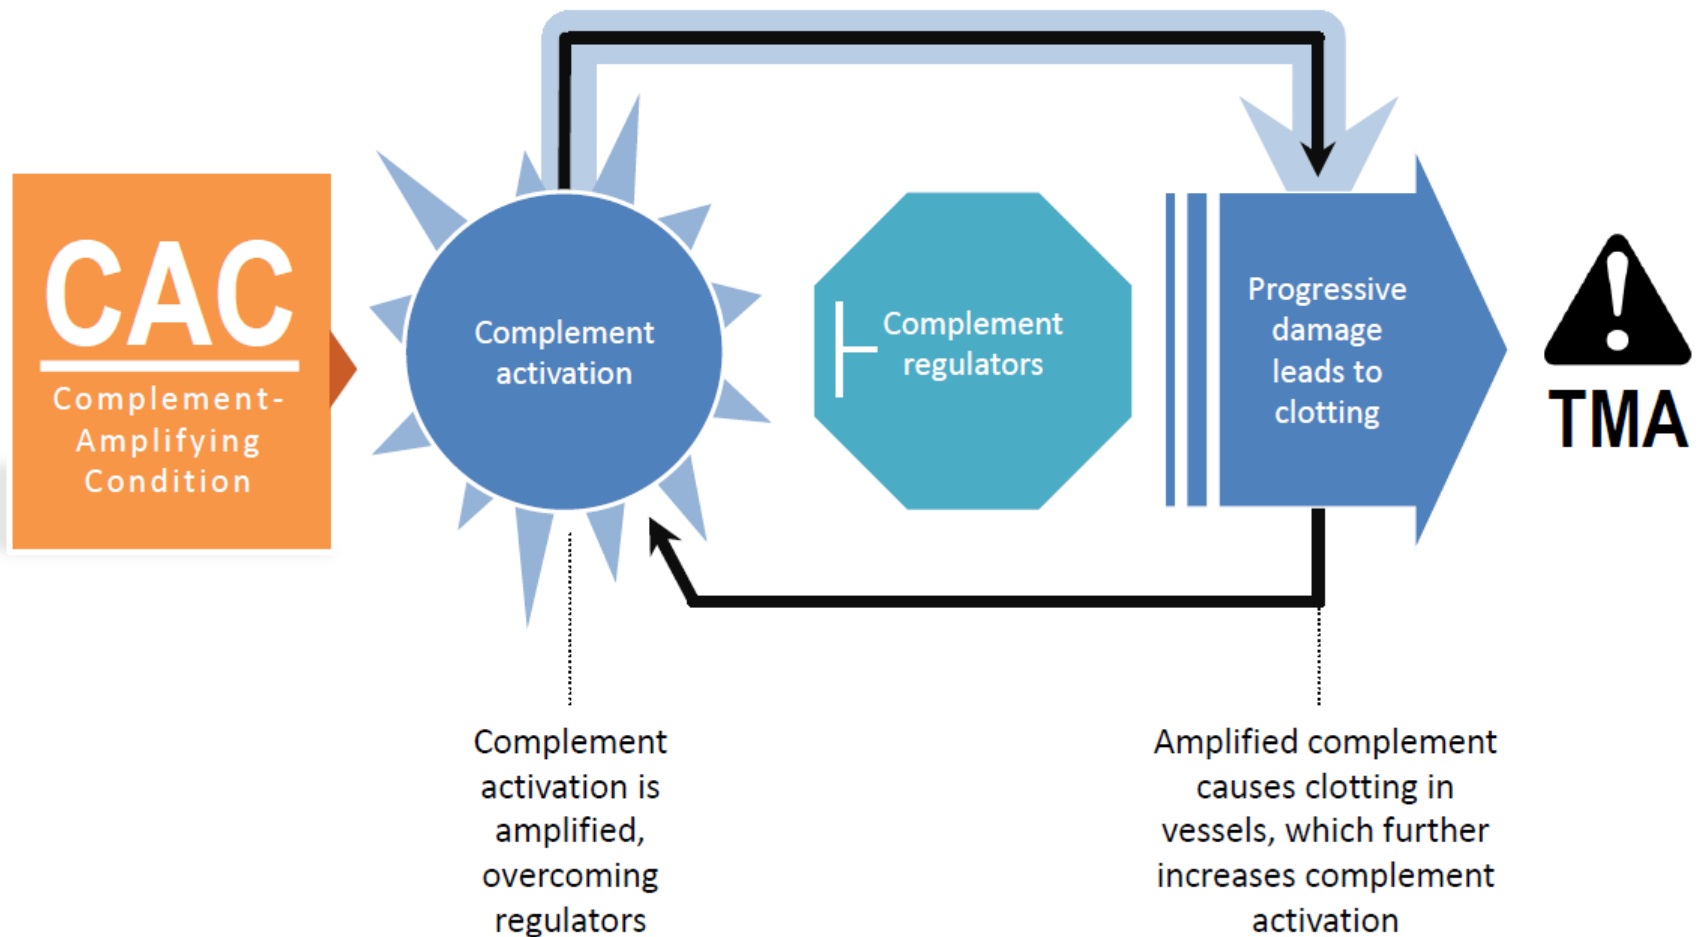 CAC
Complement-
Amplifying
Condition
Complement
activation
Complement
regulators
Progressive
damage
leads to
clotting
TMA
Complement
activation is
amplified,
overcoming
regulators
Amplified complement
causes clotting in
vessels, which further
increases complement
activation